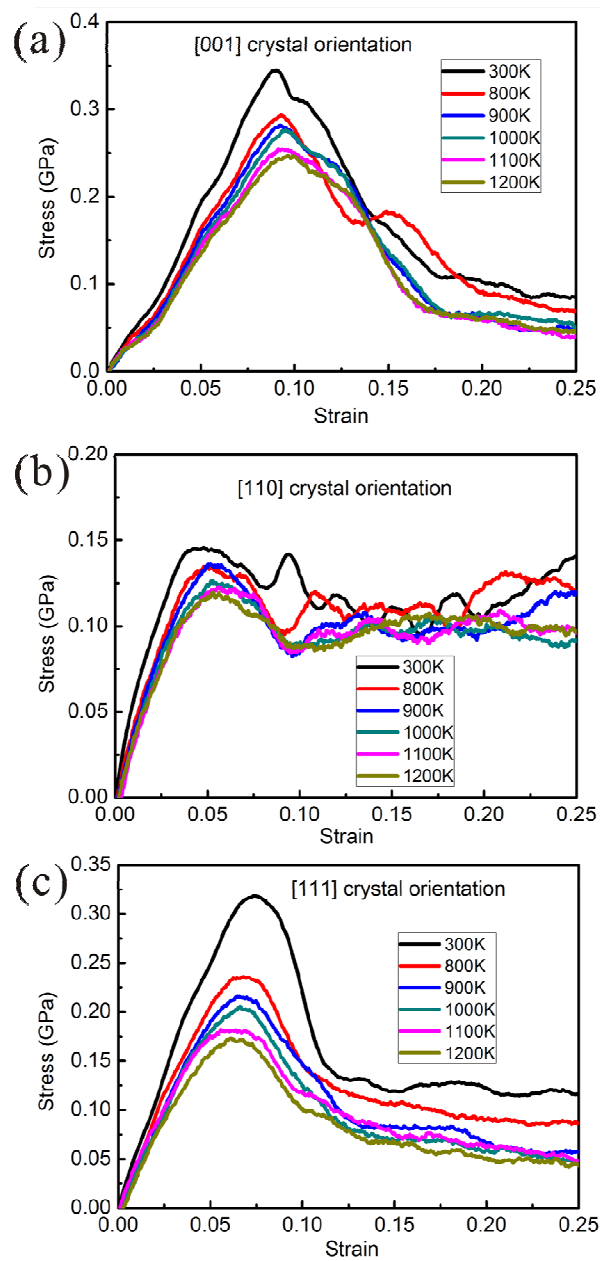 (a)
[001] crystal orientation
300K
800K
900K
1000K
1100K
1200K
0.4
0.3
0.2
0.1
0.0
Stress (GPa)
0.00 0.05 0.10 0.15 0.20 0.25
Strain
(b)
[110] crystal orientation
300K
800K
900K
1000K
1100K
1200K
0.20
0.15
0.10
0.05
0.00
Stress (GPa)
0.00 0.05 0.10 0.15 0.20 0.25
Strain
(c)
[111] crystal orientation
300K
800K
900K
1000K
1100K
1200K
0.35
0.30
0.25
0.20
0.15
0.10
0.05
0.00
Stress (GPa)
0.00 0.05 0.10 0.15 0.20 0.25
Strain